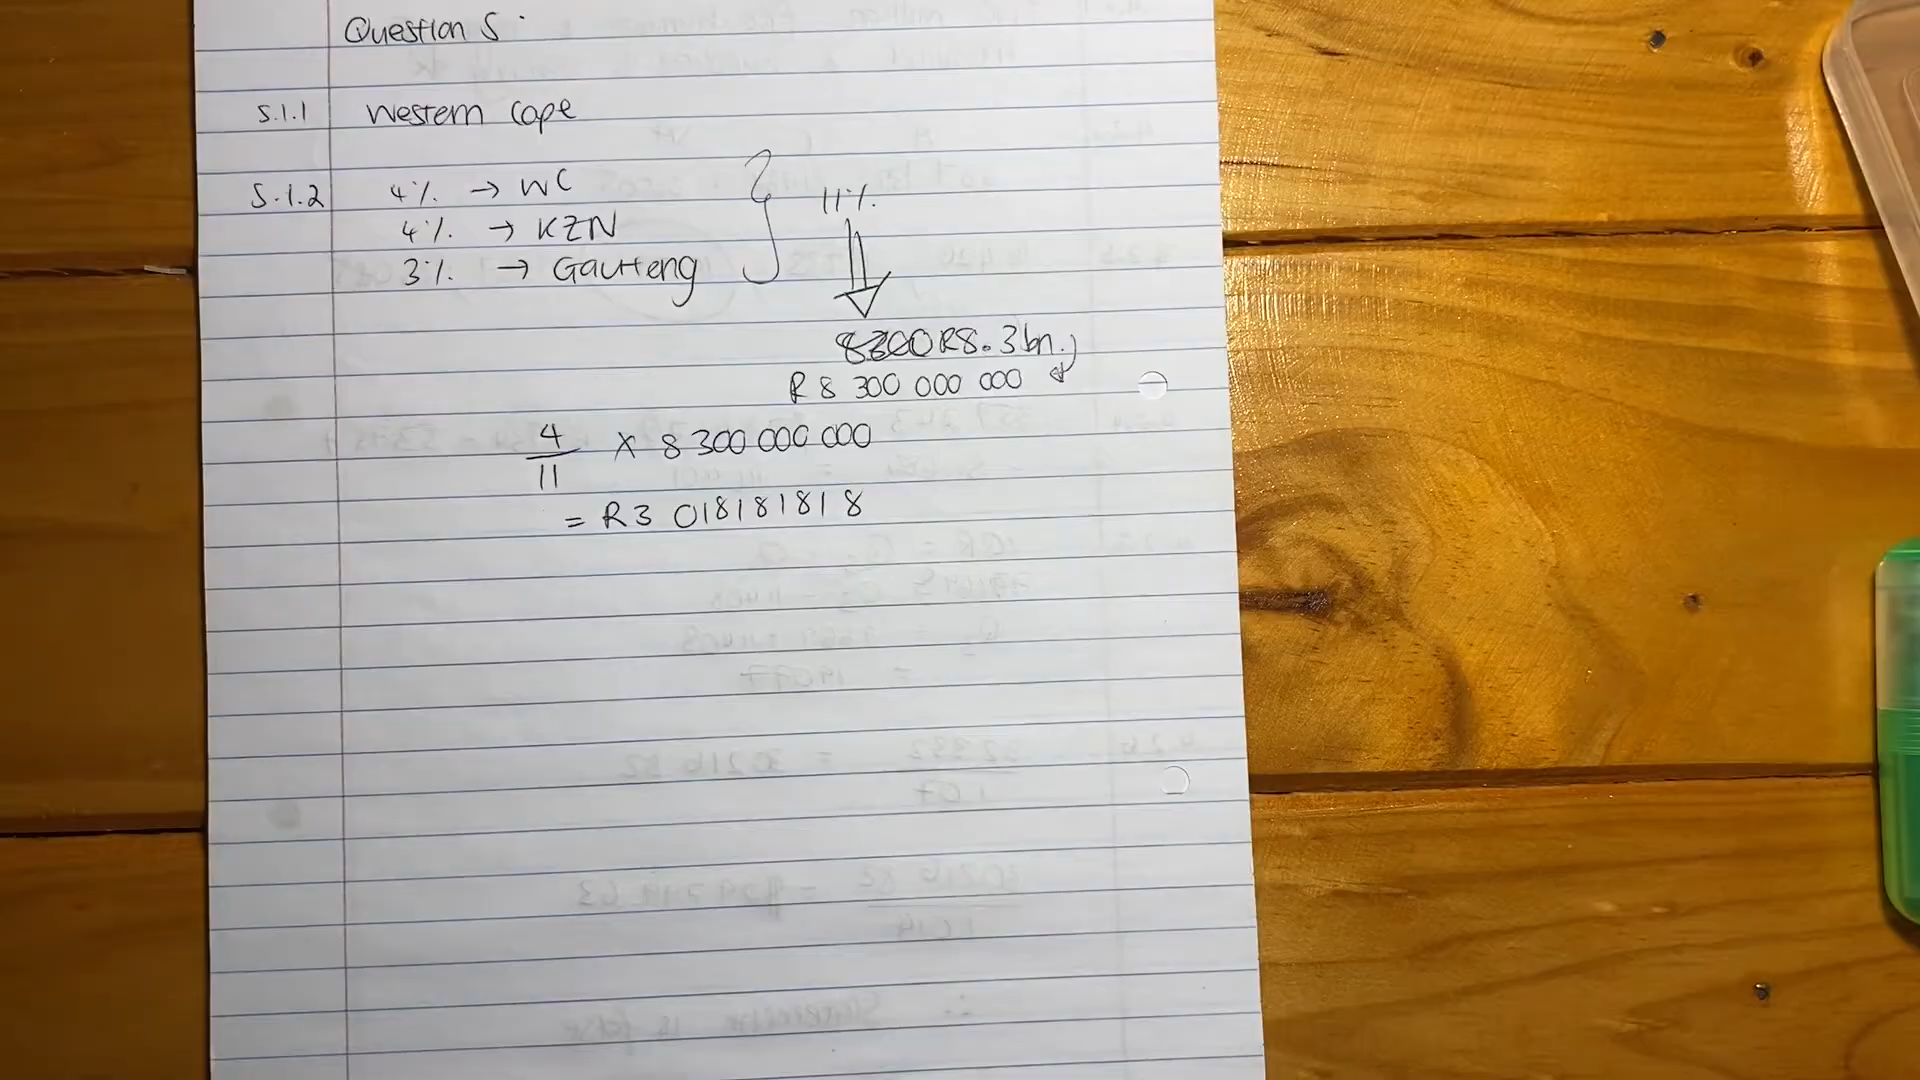 Question 5
5.1.1 Western Cape
5.1.2 4% → WC
4% → KZN
3% → Gauteng
11%
R8.3bn.
R 8 300 000 000
4/11 × 8 300 000 000
= R3 018181818